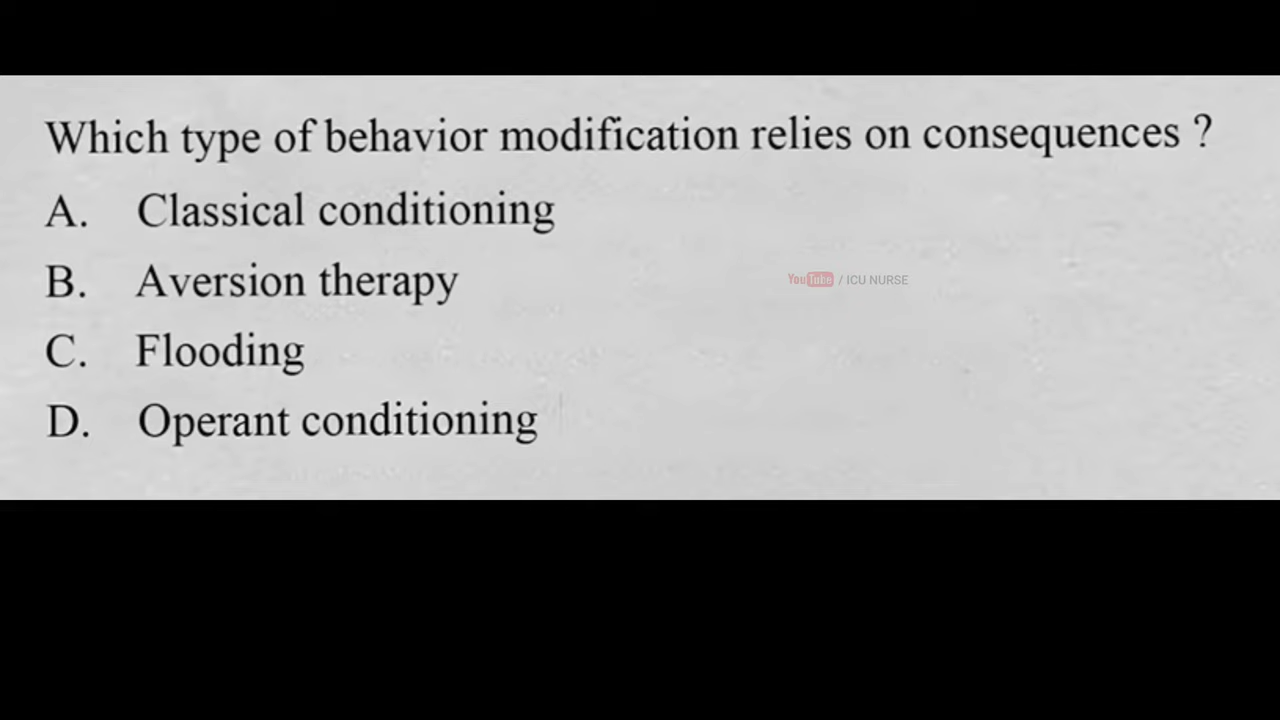 Which type of behavior modification relies on consequences ?
A. Classical conditioning
B. Aversion therapy
YouTube / ICU NURSE
C. Flooding
D. Operant conditioning